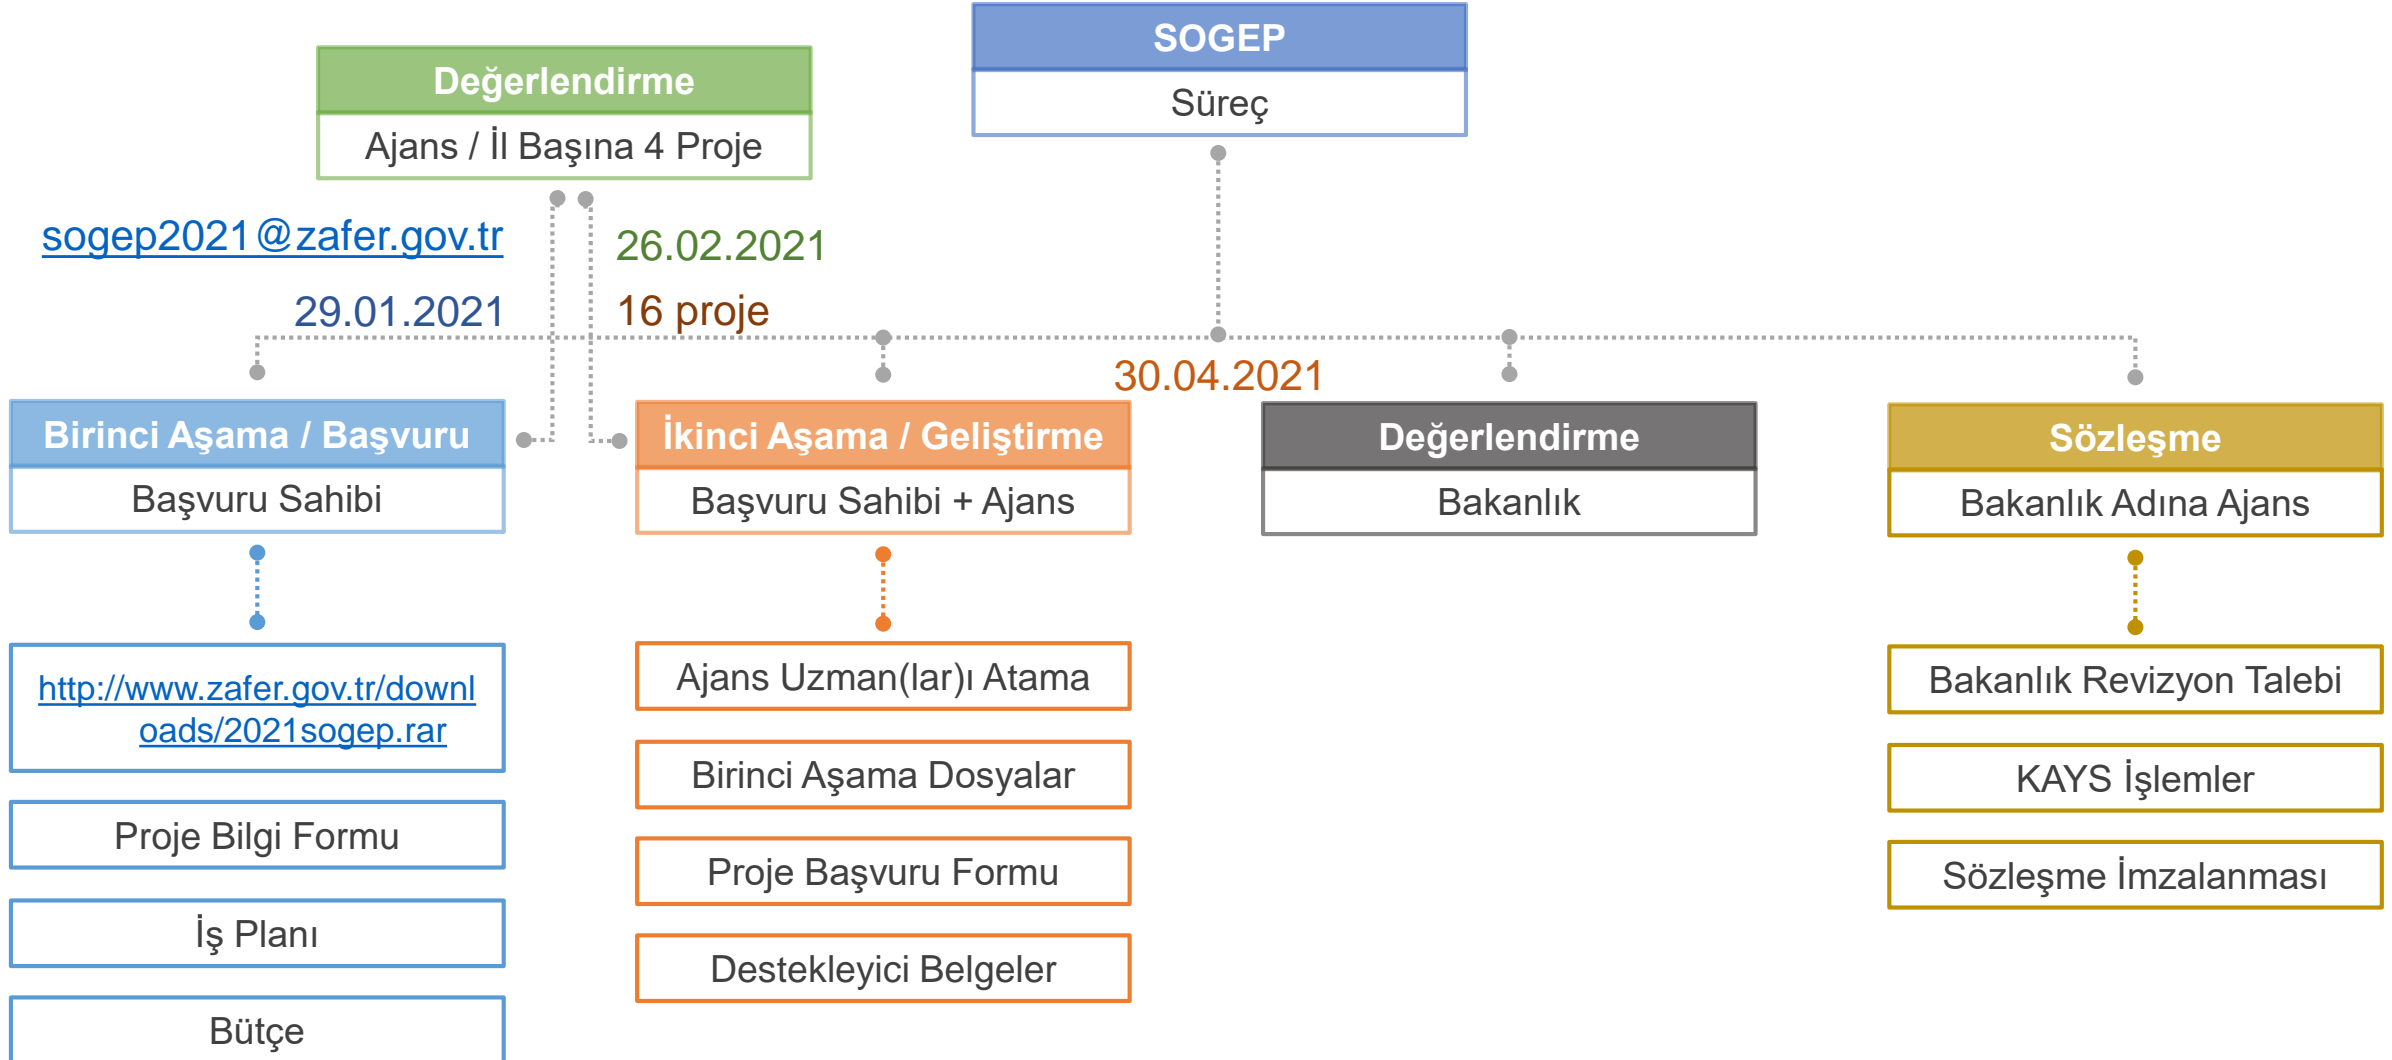 SOGEP
Süreç
Değerlendirme
Ajans / İl Başına 4 Proje
sogep2021@zafer.gov.tr
29.01.2021
26.02.2021
16 proje
30.04.2021
Birinci Aşama / Başvuru
Başvuru Sahibi
http://www.zafer.gov.tr/downl
oads/2021sogep.rar
Proje Bilgi Formu
İş Planı
Bütçe
İkinci Aşama / Geliştirme
Başvuru Sahibi + Ajans
Ajans Uzman(lar)ı Atama
Birinci Aşama Dosyalar
Proje Başvuru Formu
Destekleyici Belgeler
Değerlendirme
Bakanlık
Sözleşme
Bakanlık Adına Ajans
Bakanlık Revizyon Talebi
KAYS İşlemler
Sözleşme İmzalanması